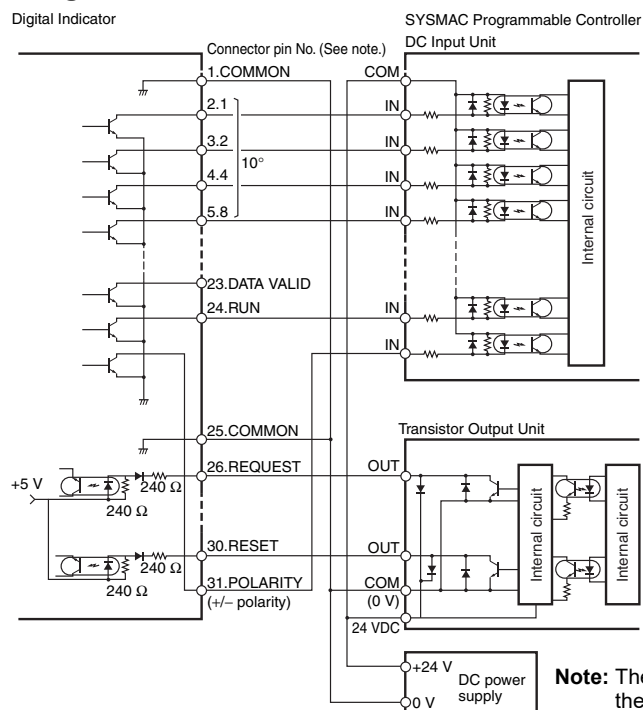 Digital Indicator
SYSMAC Programmable Controller
DC Input Unit
Connector pin No. (See note.)
1.COMMON
COM
2.1
IN
3.2
IN
10°
4.4
IN
5.8
IN
Internal circuit
23.DATA VALID
24.RUN
IN
IN
25.COMMON
Transistor Output Unit
26.REQUEST
OUT
+5 V
240 Ω
240 Ω
Internal circuit
Internal circuit
30.RESET
OUT
240 Ω
240 Ω
31.POLARITY
(+/− polarity)
COM
(0 V)
24 VDC
+24 V
DC power
supply
0 V
Note: The
the